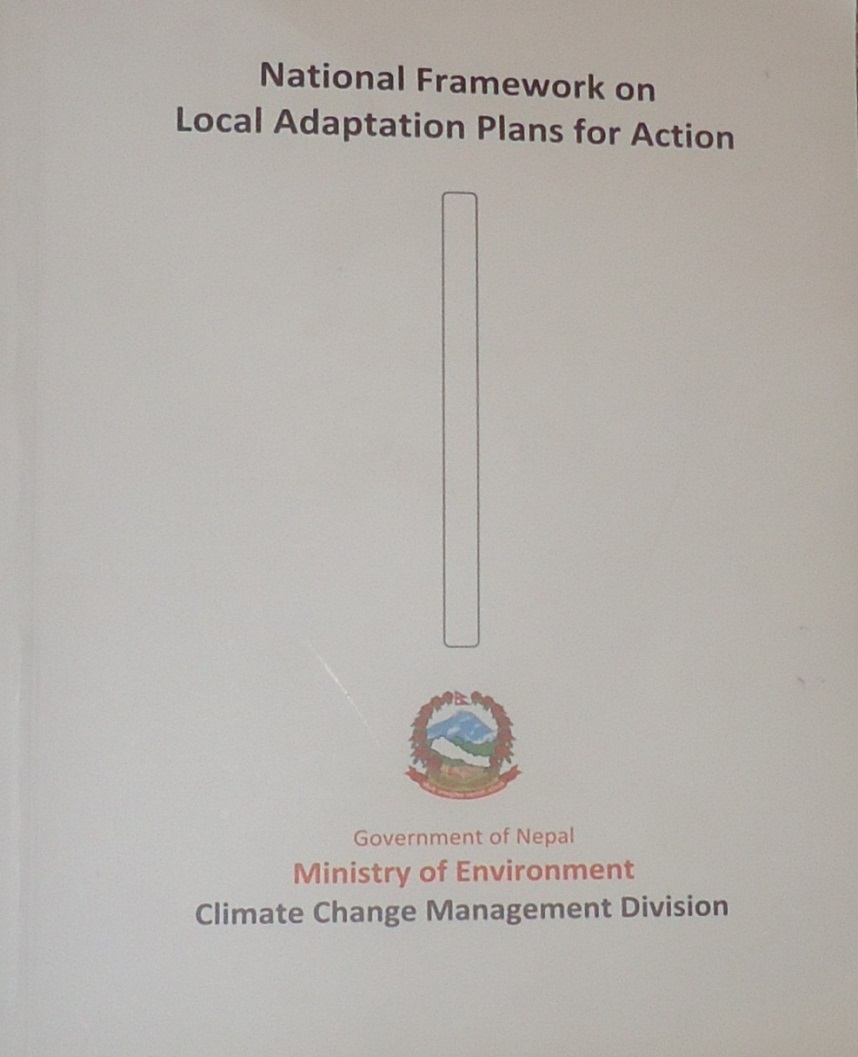 National Framework on
Local Adaptation Plans for Action
Government of Nepal
Ministry of Environment
Climate Change Management Division